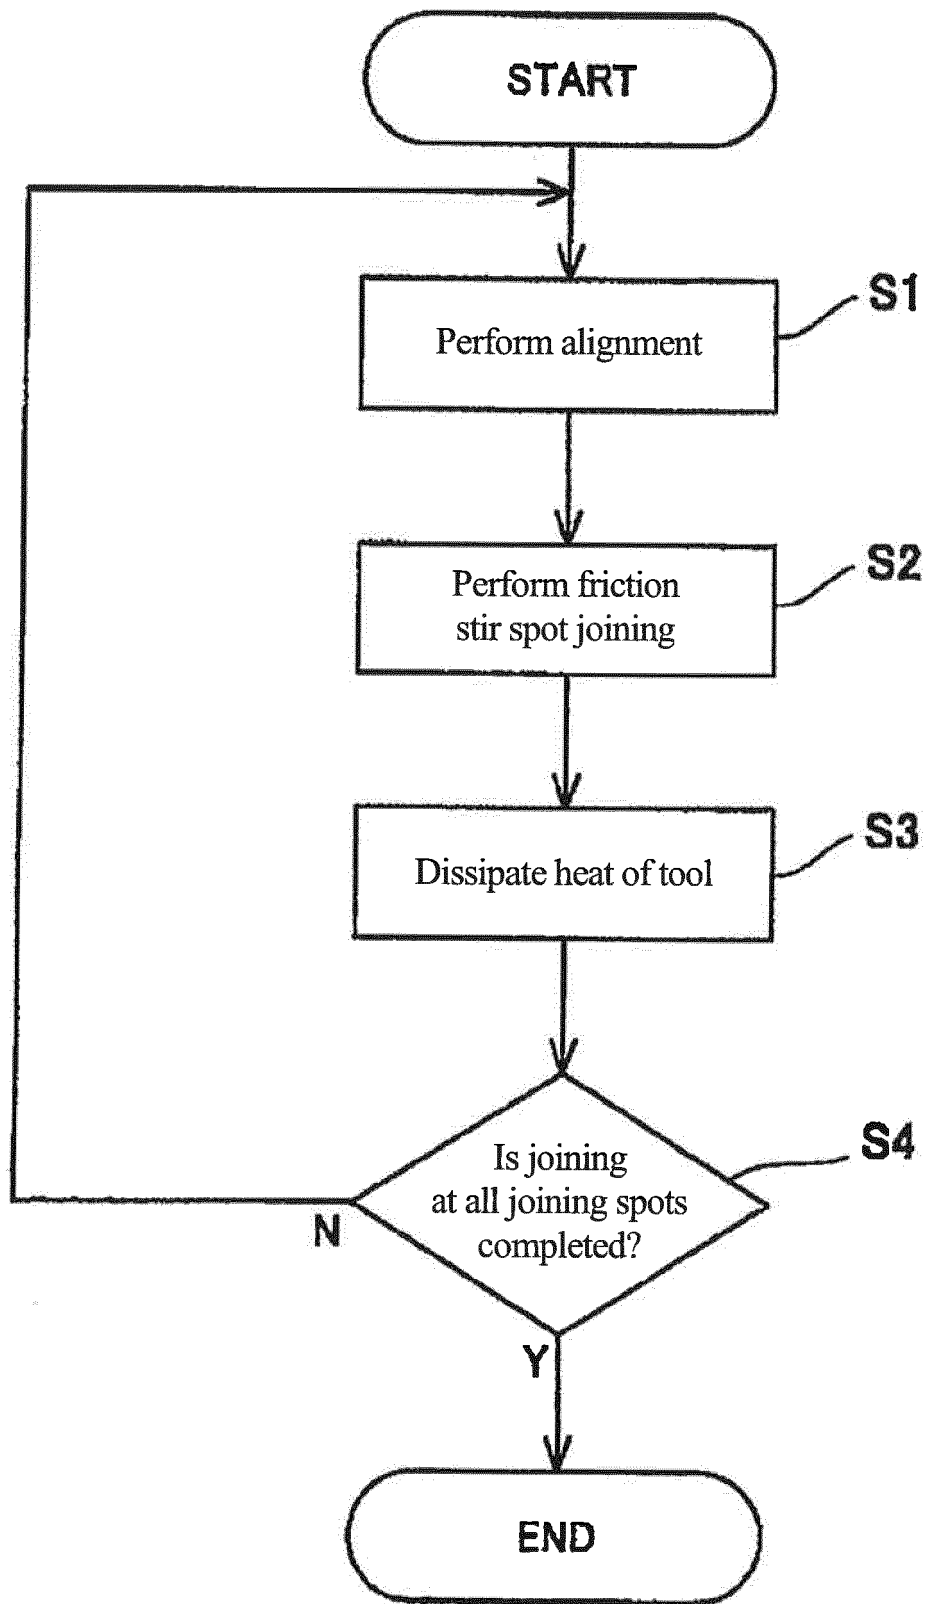 START
S1
Perform alignment
S2
Perform friction
stir spot joining
S3
Dissipate heat of tool
S4
Is joining
at all joining spots
completed?
N
Y
END